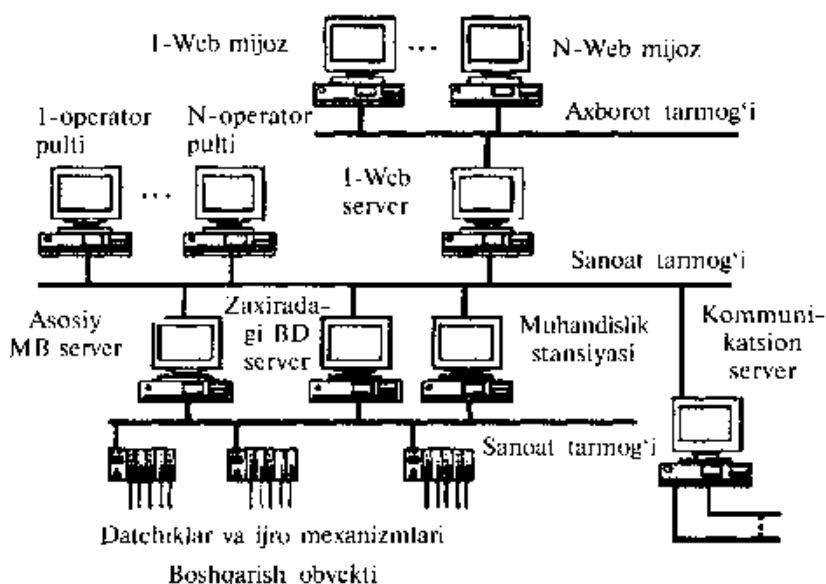 1-Web mijoz
...
N-Web mijoz
Axborot tarmog‘i
1-operator
pulti
...
N-operator
pulti
1-Web
server
Sanoat tarmog‘i
Asosiy
MB server
Zaxirada-
gi BD
server
Muhandislik
stansiyasi
Kommuni-
katsion
server
Sanoat tarmog‘i
Datchiklar va ijro mexanizmlari
Boshqarish obyekti